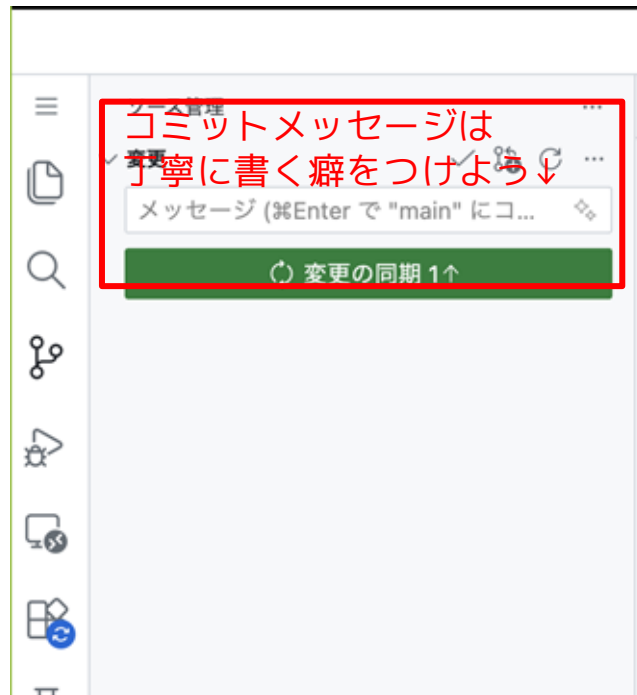 ソース管理
コミットメッセージは
変更
丁寧に書く癖をつけよう↓
メッセージ (⌘Enter で "main" にコ...
変更の同期 1↑